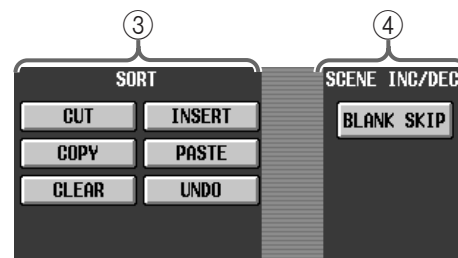 ③ ④
SORT SCENE INC/DEC
CUT INSERT BLANK SKIP
COPY PASTE
CLEAR UNDO